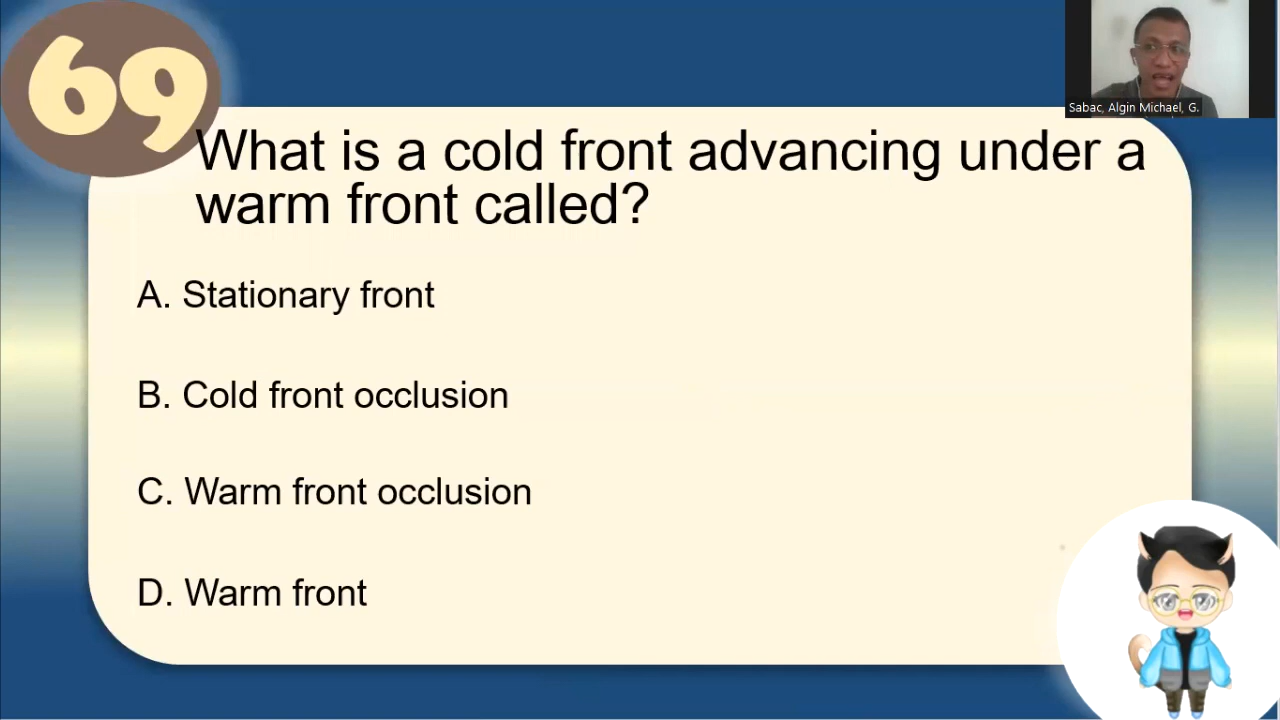 69
Sabac, Algin Michael, G.
What is a cold front advancing under a
warm front called?
A. Stationary front
B. Cold front occlusion
C. Warm front occlusion
D. Warm front